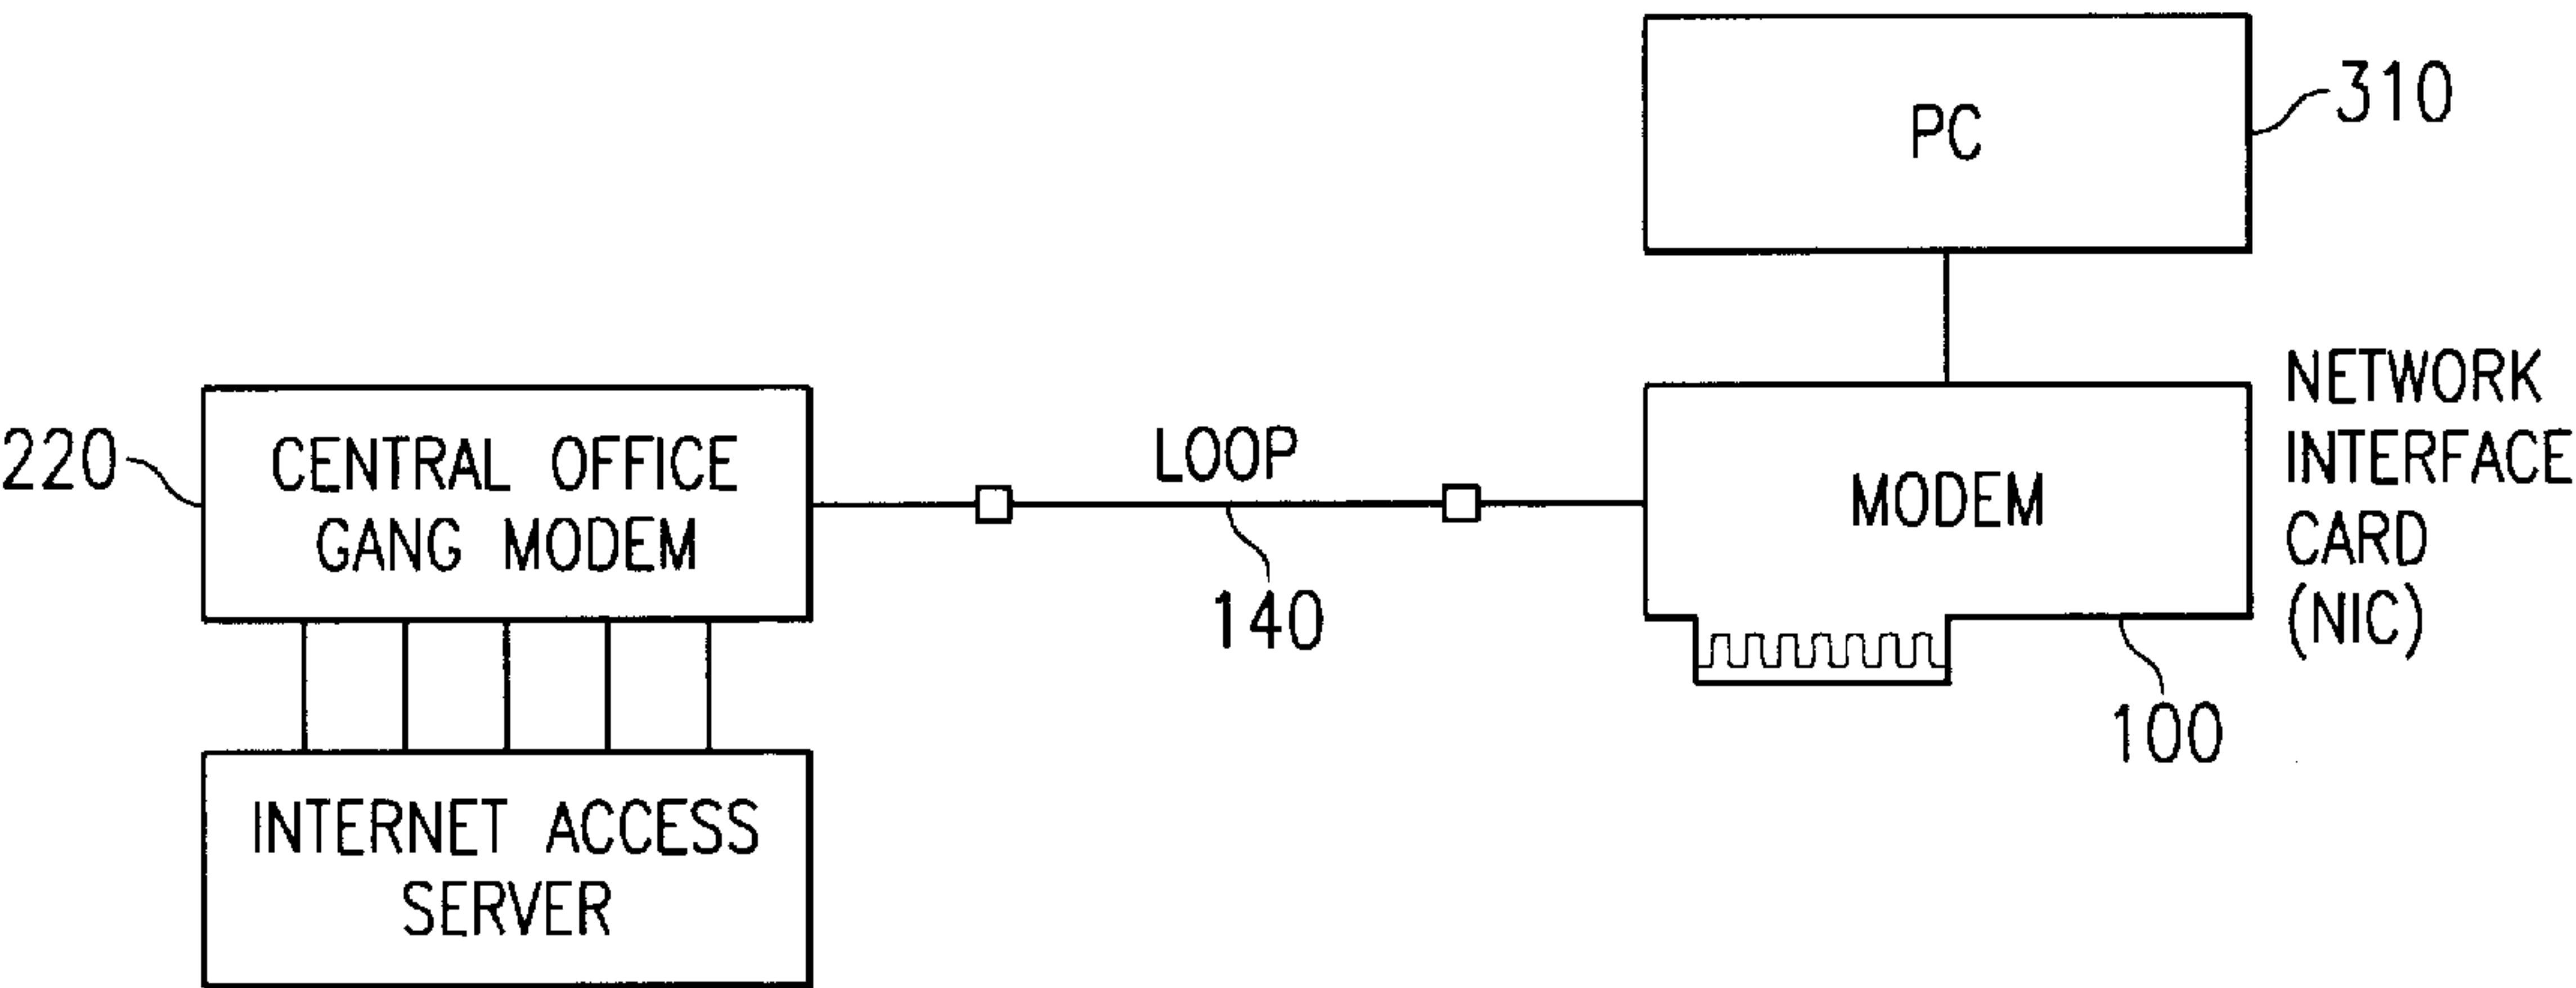 PC
310
220
CENTRAL OFFICE
GANG MODEM
LOOP
140
MODEM
NETWORK
INTERFACE
CARD
(NIC)
100
INTERNET ACCESS
SERVER